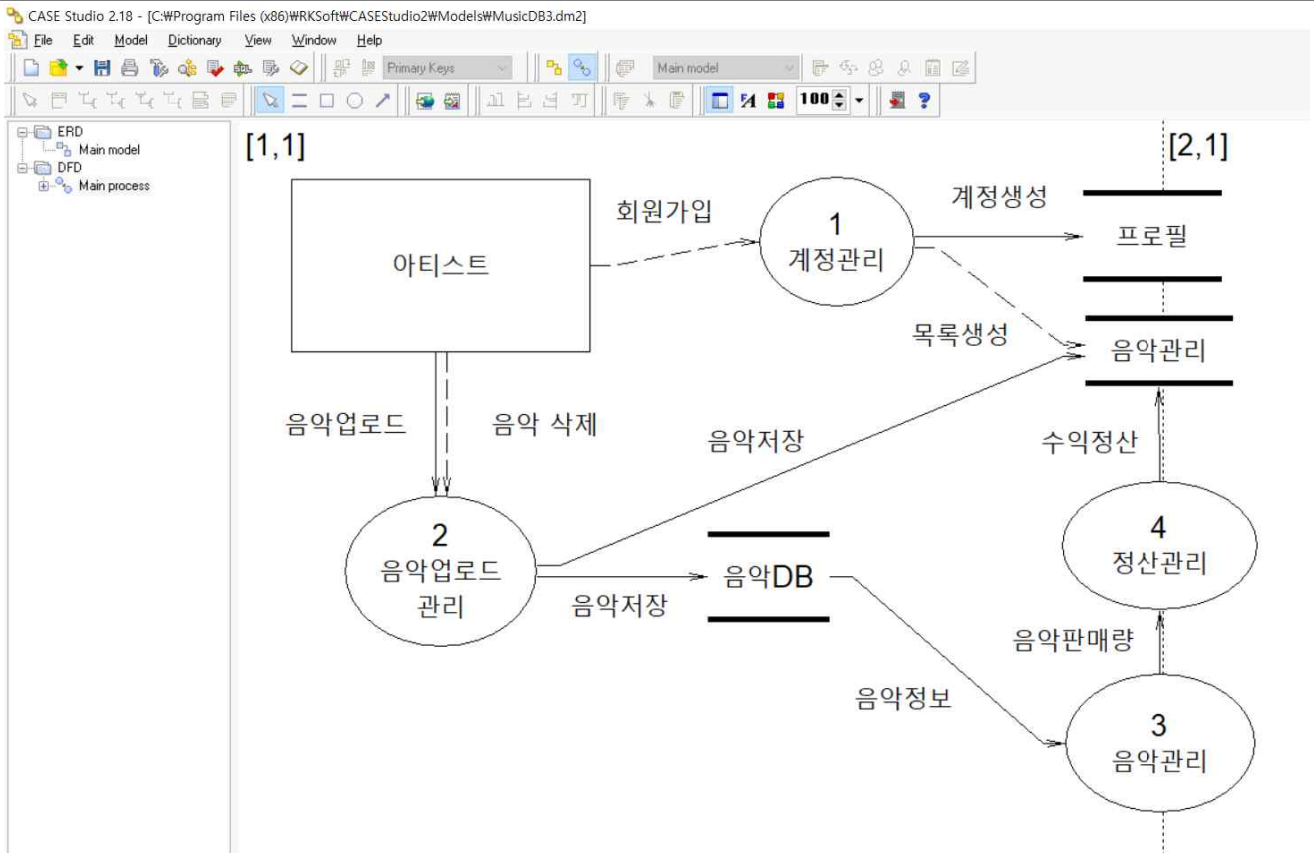 CASE Studio 2.18 - [C:₩Program Files (x86)₩RKSoft₩CASEStudio2₩Models₩MusicDB3.dm2]
File Edit Model Dictionary View Window Help
Primary Keys Main model
100
ERD
Main model
DFD
Main process
[1,1]
[2,1]
아티스트
회원가입
1
계정관리
계정생성
프로필
목록생성
음악관리
음악업로드
음악 삭제
음악저장
수익정산
2
음악업로드
관리
음악저장
음악DB
4
정산관리
음악판매량
음악정보
3
음악관리